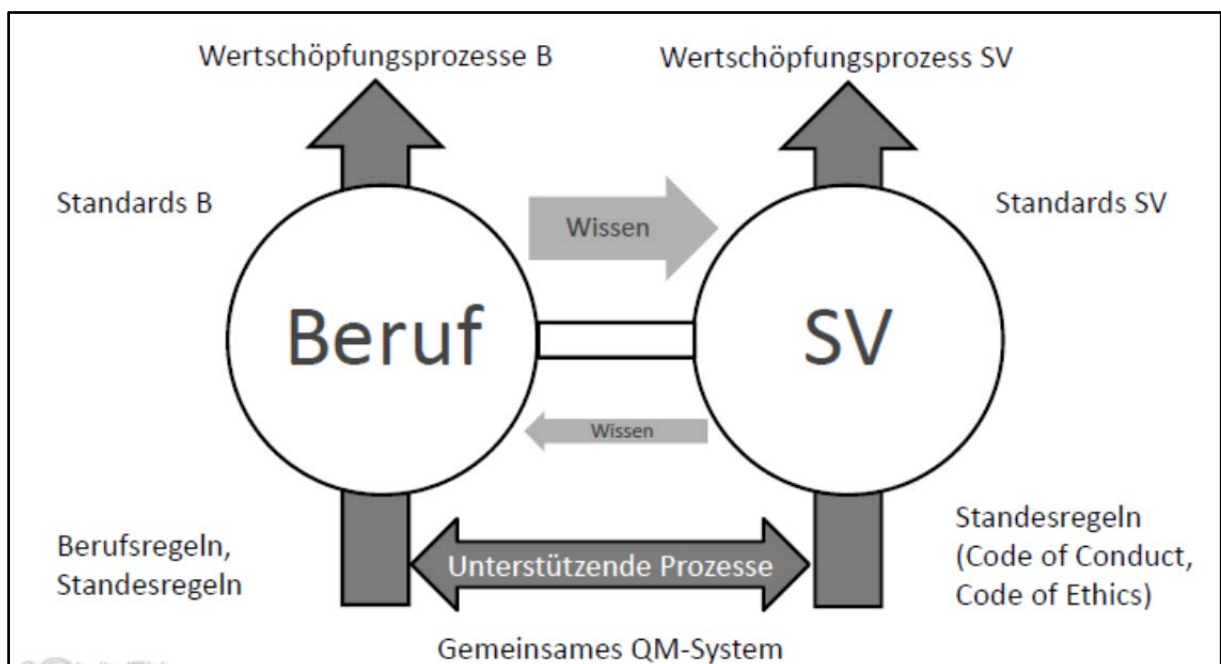 Wertschöpfungsprozesse B
Wertschöpfungsprozess SV
Standards B
Wissen
Standards SV
Beruf
SV
Wissen
Berufsregeln,
Standesregeln
Unterstützende Prozesse
Standesregeln
(Code of Conduct,
Code of Ethics)
Gemeinsames QM-System